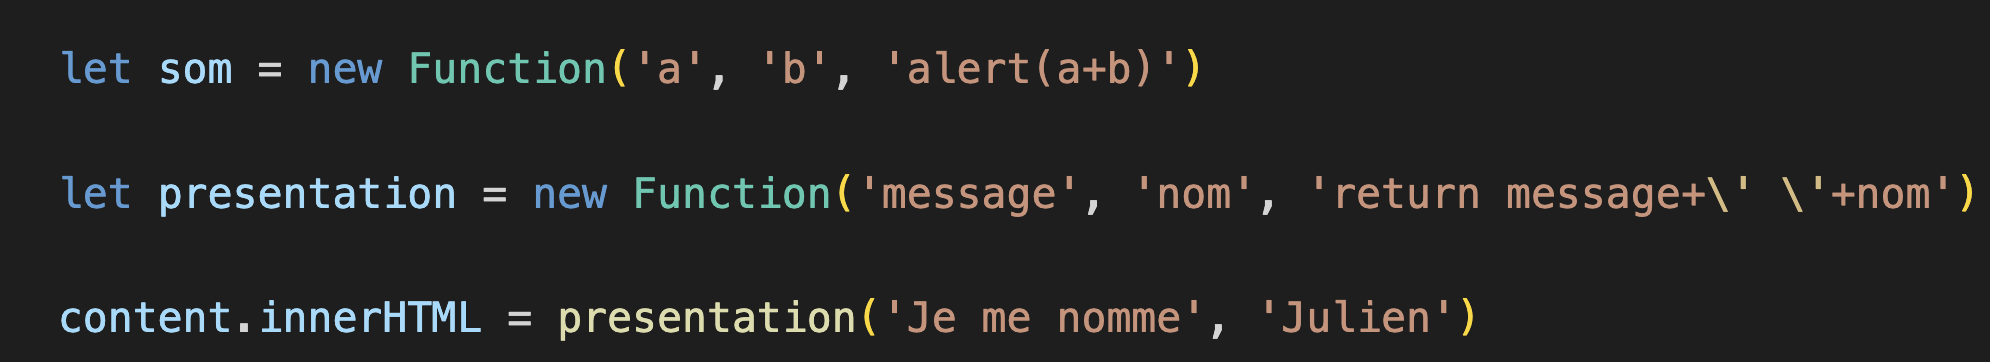 let som = new Function('a', 'b', 'alert(a+b)')
let presentation = new Function('message', 'nom', 'return message+\' \'+nom')
content.innerHTML = presentation('Je me nomme', 'Julien')